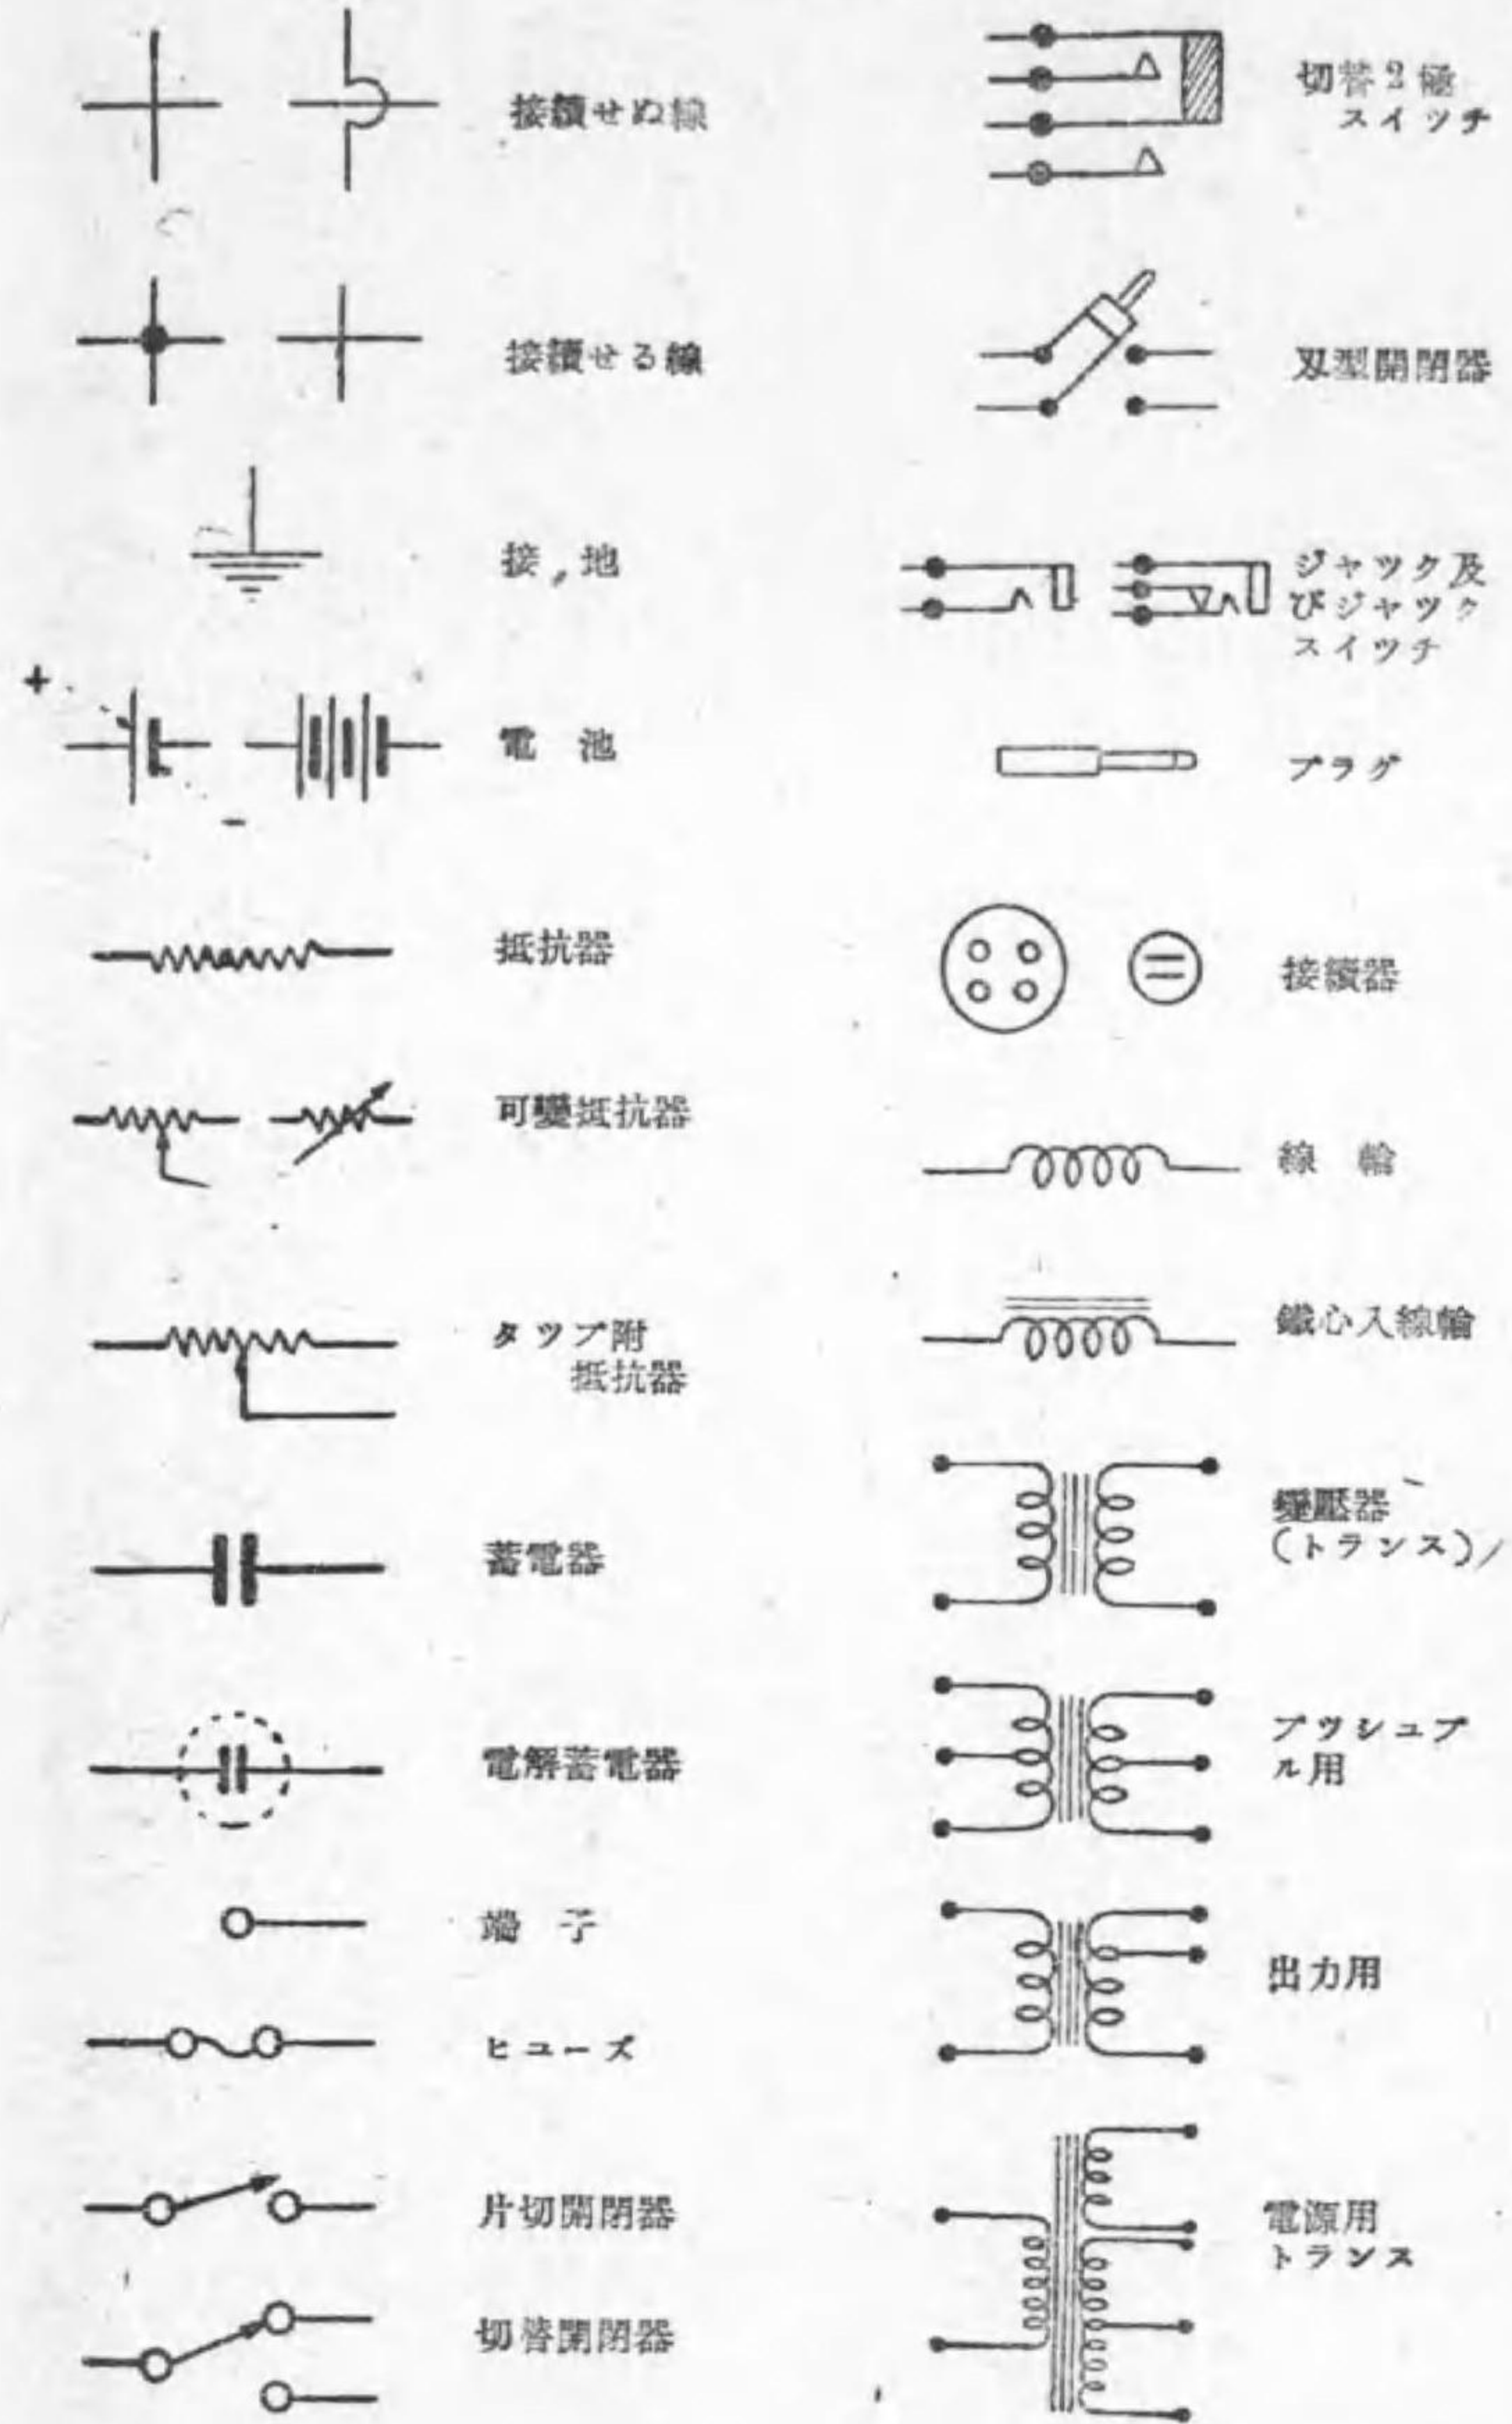 接續せぬ線
接續せる線
接地
+
電池
-
抵抗器
可變抵抗器
タツプ附
抵抗器
蓄電器
電解蓄電器
端子
ヒューズ
片切開閉器
切替開閉器
切替2極
スイツチ
刄型開閉器
ジヤツク及
びジヤツク
スイツチ
プラグ
接續器
線輪
鐵心入線輪
變壓器
(トランス)
プツシュプ
ル用
出力用
電源用
トランス